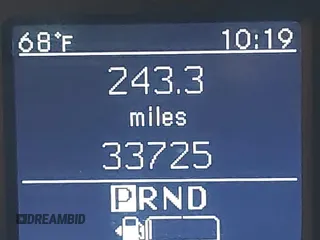 68°F 10:19
243.3
miles
33725
PRND
DREAMBID